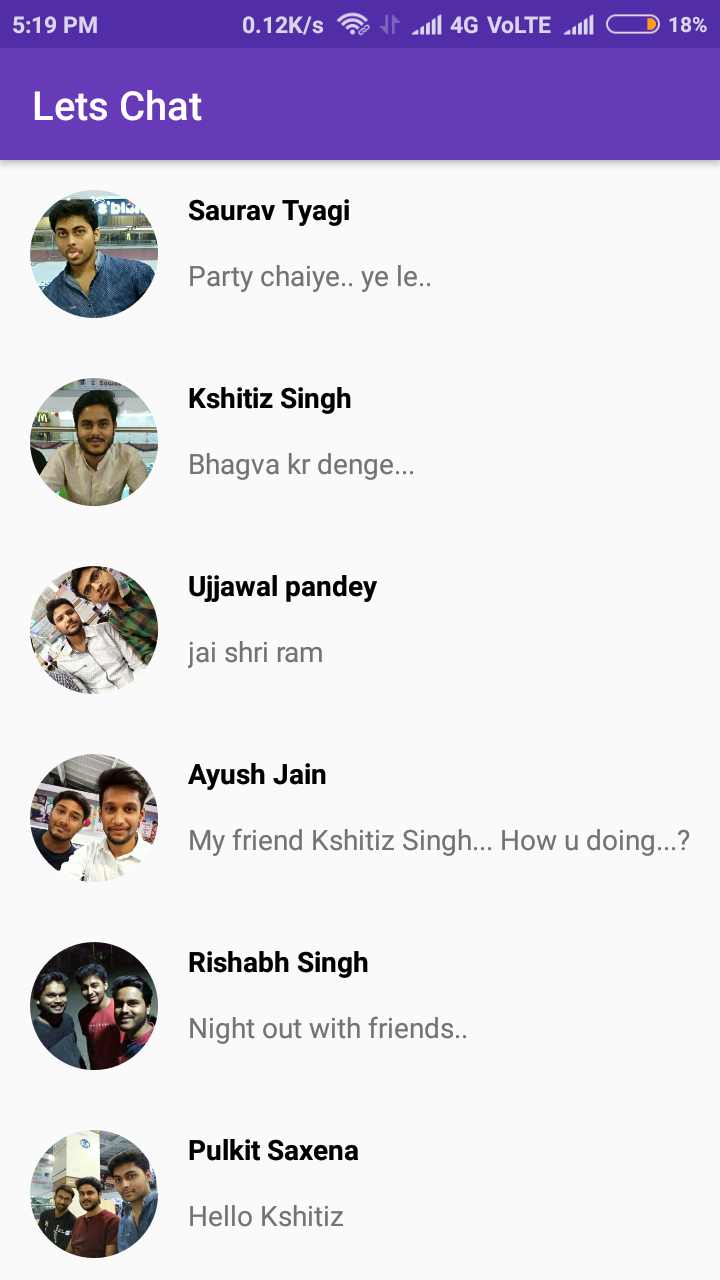 5:19 PM 0.12K/s 4G VoLTE 18%
Lets Chat
Saurav Tyagi
Party chaiye.. ye le..
Kshitiz Singh
Bhagva kr denge...
Ujjawal pandey
jai shri ram
Ayush Jain
My friend Kshitiz Singh... How u doing...?
Rishabh Singh
Night out with friends..
Pulkit Saxena
Hello Kshitiz